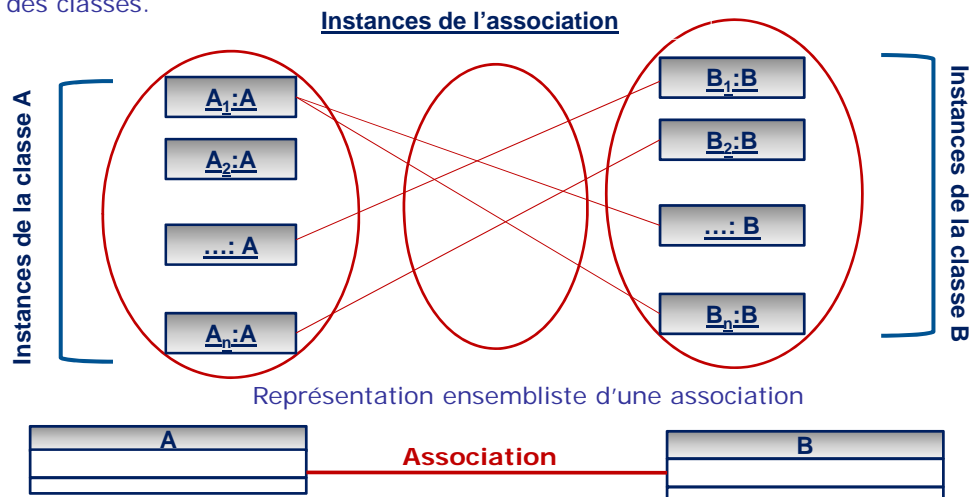 des classes.
Instances de l’association
Instances de la classe A
A1:A
A2:A
…: A
An:A
B1:B
B2:B
…: B
Bn:B
Instances de la classe B
Représentation ensembliste d’une association
A
Association
B